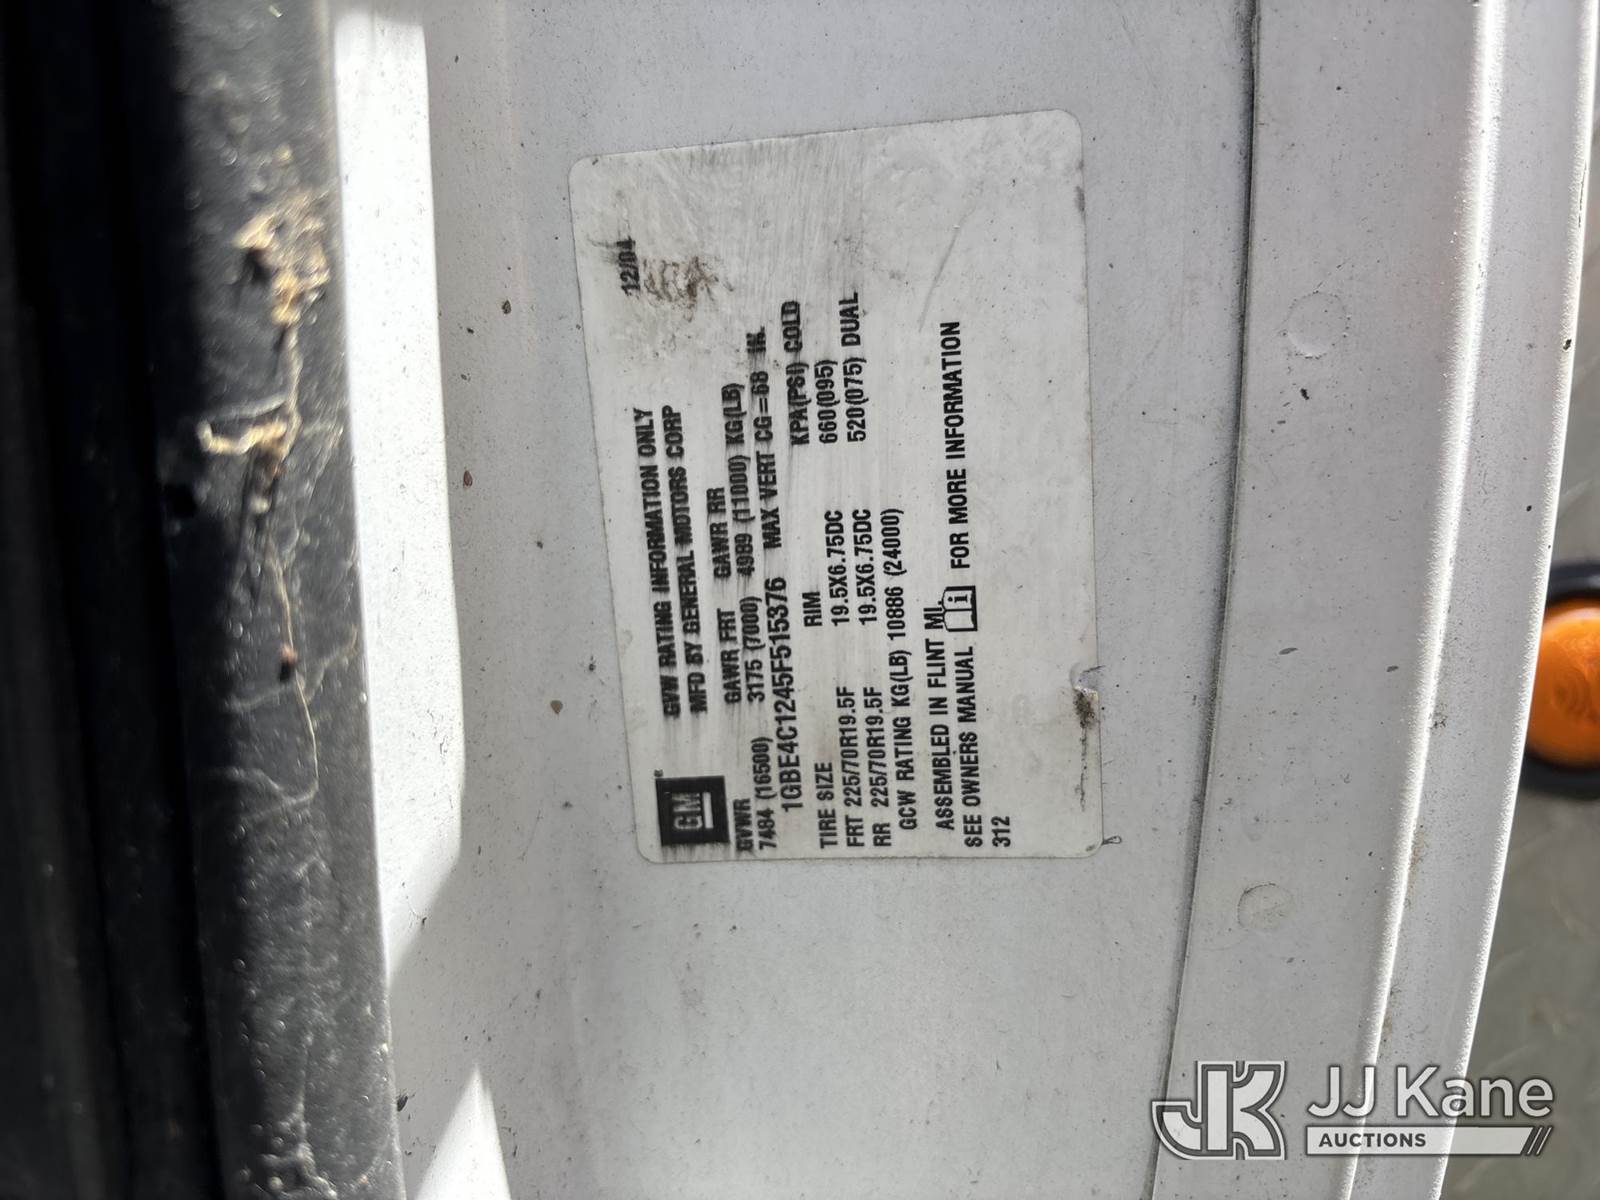 12/04
GVW RATING INFORMATION ONLY
MFD BY GENERAL MOTORS CORP
GM
GVWR GAWR FRT GAWR RR
7484 (16500) 3175 (7000) 4989 (11000) KG(LB)
1GBE4C1245F515376 MAX VERT CG=68 IN.
TIRE SIZE RIM KPA(PSI) COLD
FRT 225/70R19.5F 19.5X6.75DC 660(095)
RR 225/70R19.5F 19.5X6.75DC 520(075) DUAL
GCW RATING KG(LB) 10886 (24000)
ASSEMBLED IN FLINT MI.
SEE OWNERS MANUAL i FOR MORE INFORMATION
312
JK JJ Kane
AUCTIONS